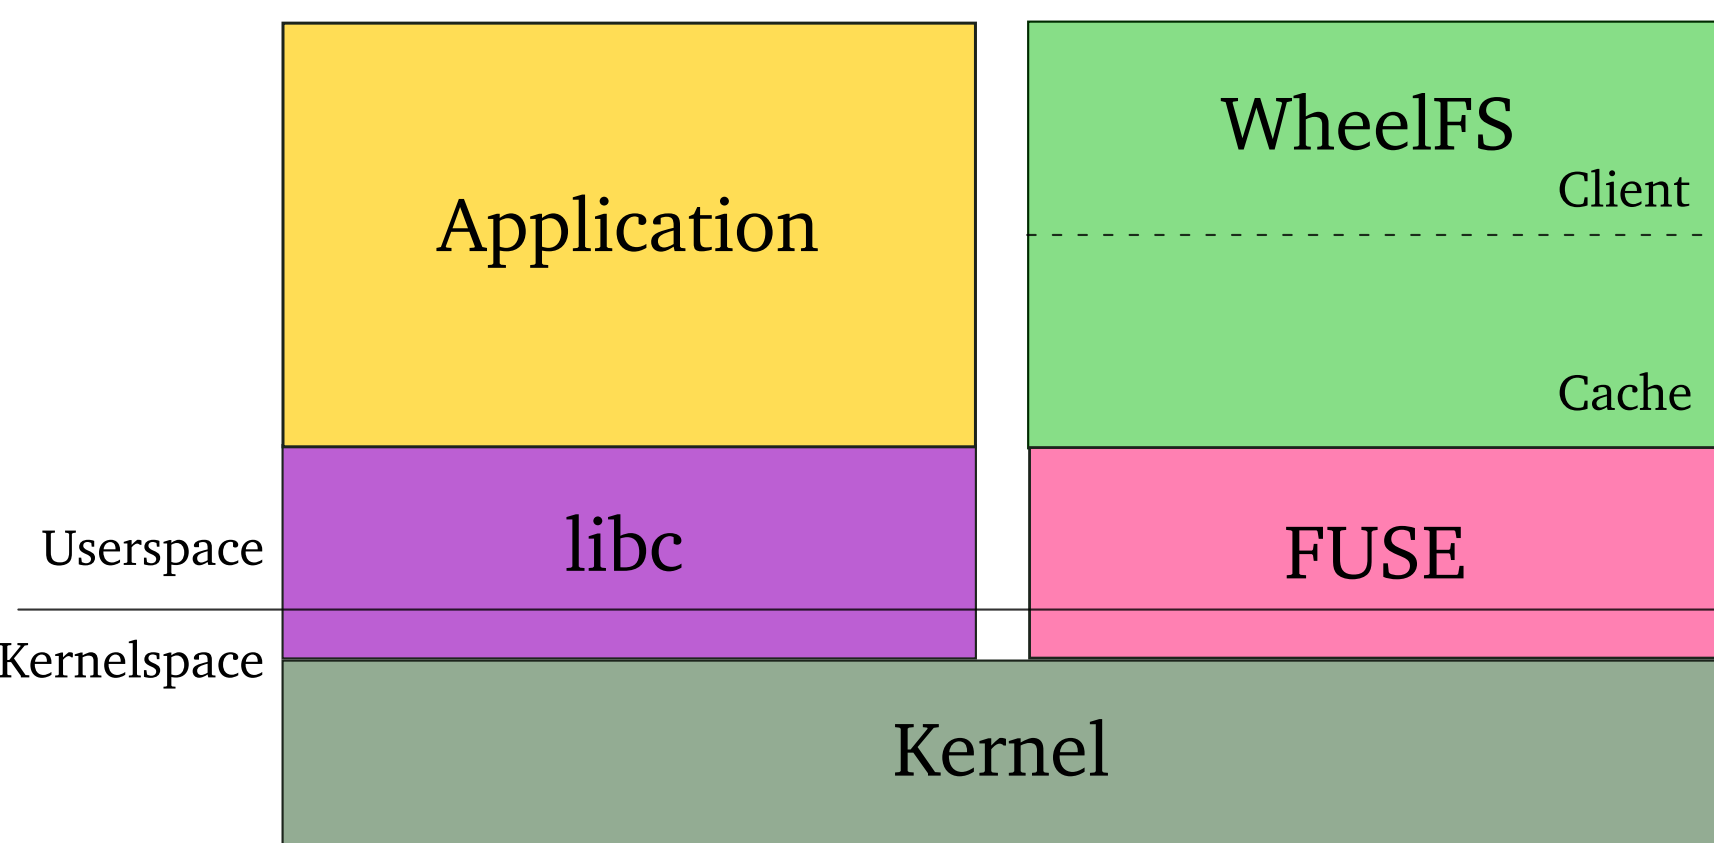 Application
WheelFS
Client
Cache
libc
FUSE
Userspace
Kernelspace
Kernel